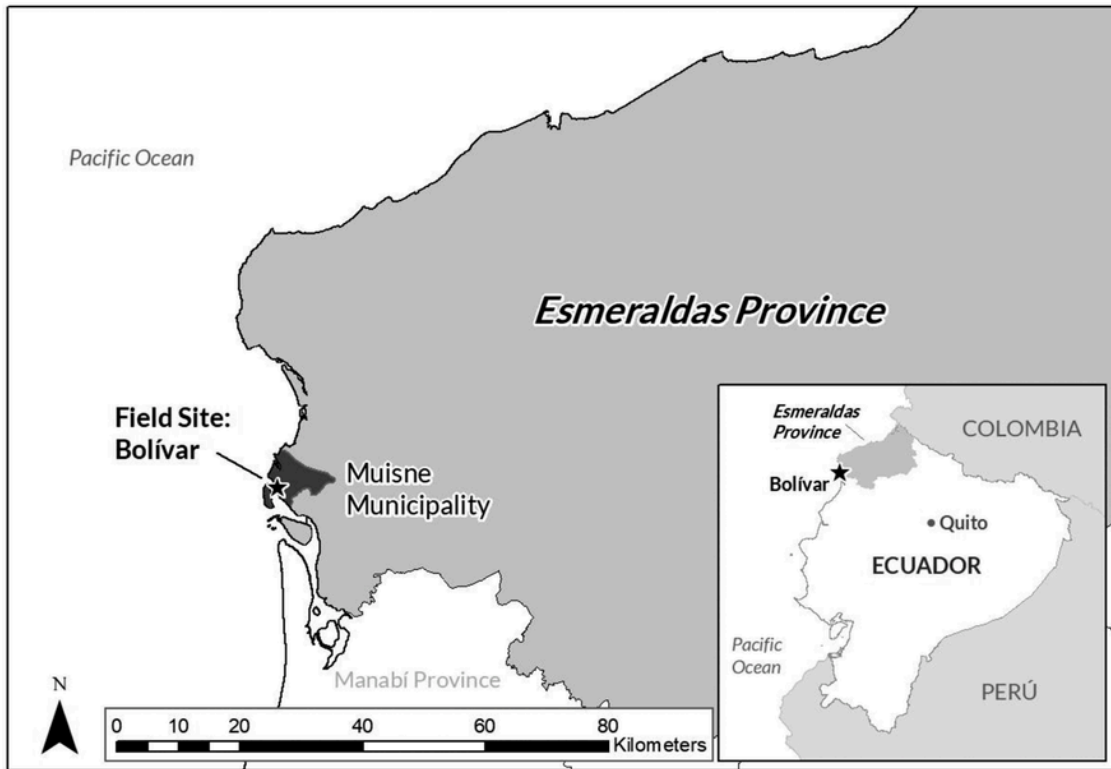 Pacific Ocean
Esmeraldas Province
Field Site:
Bolívar
Muisne
Municipality
Manabí Province
N
0 10 20 40 60 80
Kilometers
Esmeraldas
Province
COLOMBIA
Bolívar
Quito
ECUADOR
Pacific
Ocean
PERÚ